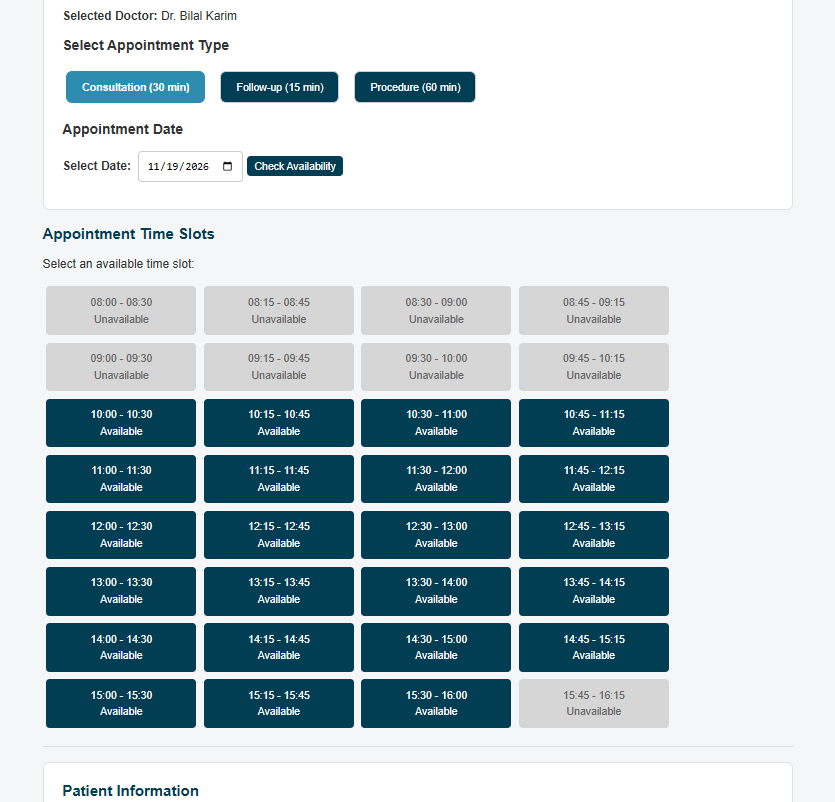 Selected Doctor: Dr. Bilal Karim
Select Appointment Type
Consultation (30 min) Follow-up (15 min) Procedure (60 min)
Appointment Date
Select Date: 11/19/2026 Check Availability
Appointment Time Slots
Select an available time slot:
08:00 - 08:30 08:15 - 08:45 08:30 - 09:00 08:45 - 09:15
Unavailable Unavailable Unavailable Unavailable
09:00 - 09:30 09:15 - 09:45 09:30 - 10:00 09:45 - 10:15
Unavailable Unavailable Unavailable Unavailable
10:00 - 10:30 10:15 - 10:45 10:30 - 11:00 10:45 - 11:15
Available Available Available Available
11:00 - 11:30 11:15 - 11:45 11:30 - 12:00 11:45 - 12:15
Available Available Available Available
12:00 - 12:30 12:15 - 12:45 12:30 - 13:00 12:45 - 13:15
Available Available Available Available
13:00 - 13:30 13:15 - 13:45 13:30 - 14:00 13:45 - 14:15
Available Available Available Available
14:00 - 14:30 14:15 - 14:45 14:30 - 15:00 14:45 - 15:15
Available Available Available Available
15:00 - 15:30 15:15 - 15:45 15:30 - 16:00 15:45 - 16:15
Available Available Available Unavailable
Patient Information